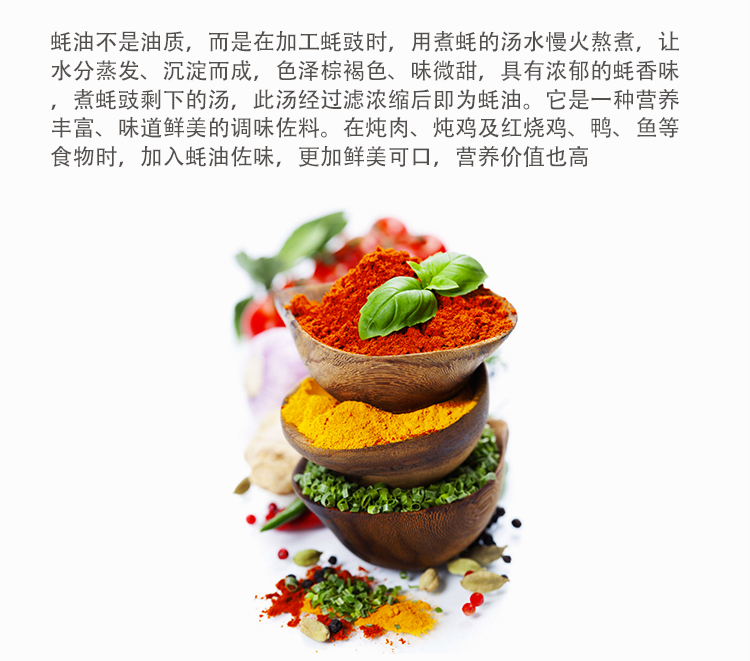 蚝油不是油质，而是在加工蚝豉时，用煮蚝的汤水慢火熬煮，让
水分蒸发、沉淀而成，色泽棕褐色、味微甜，具有浓郁的蚝香味
，煮蚝豉剩下的汤，此汤经过滤浓缩后即为蚝油。它是一种营养
丰富、味道鲜美的调味佐料。在炖肉、炖鸡及红烧鸡、鸭、鱼等
食物时，加入蚝油佐味，更加鲜美可口，营养价值也高